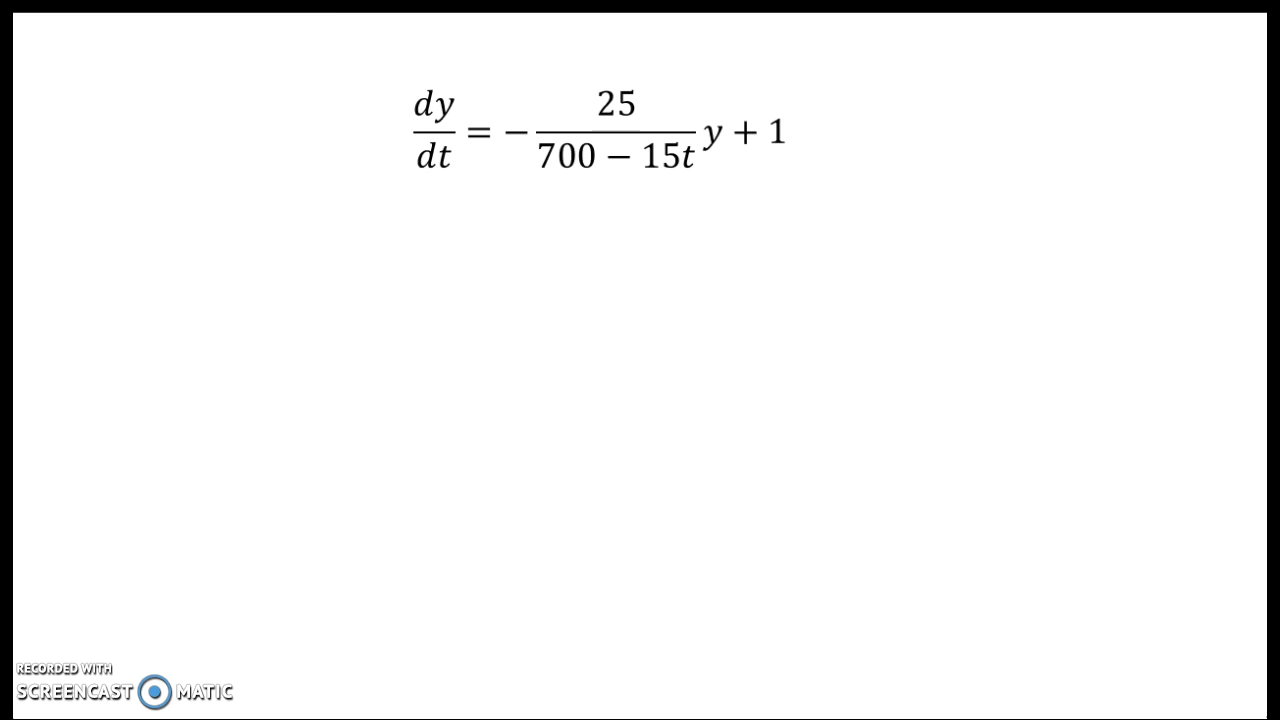 dy/dt = − 25/(700 − 15t) y + 1
RECORDED WITH
SCREENCAST MATIC